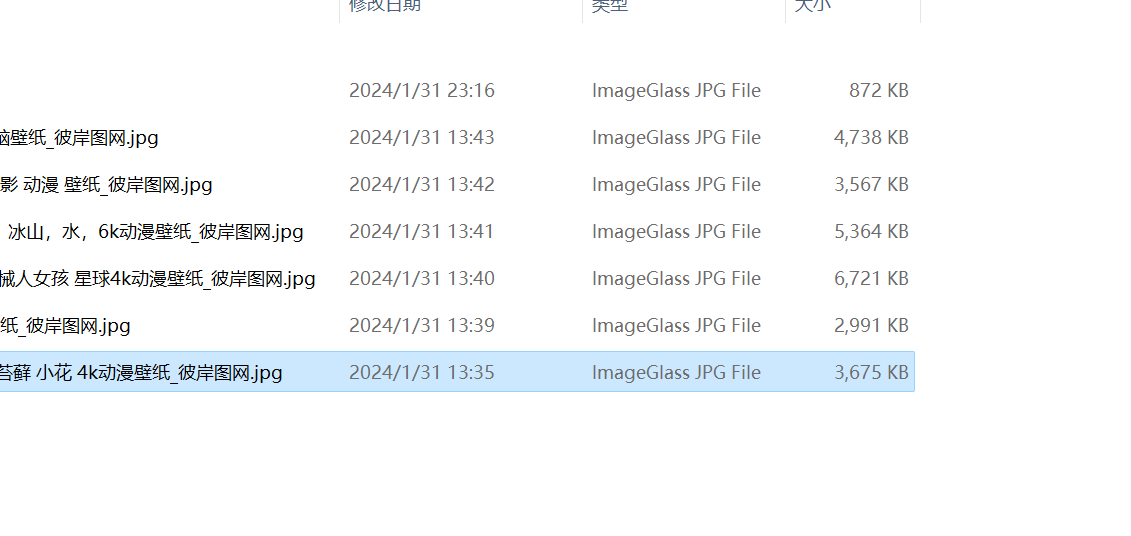 修改日期 类型 大小
2024/1/31 23:16 ImageGlass JPG File 872 KB
脑壁纸_彼岸图网.jpg 2024/1/31 13:43 ImageGlass JPG File 4,738 KB
影 动漫 壁纸_彼岸图网.jpg 2024/1/31 13:42 ImageGlass JPG File 3,567 KB
，冰山，水，6k动漫壁纸_彼岸图网.jpg 2024/1/31 13:41 ImageGlass JPG File 5,364 KB
械人女孩 星球4k动漫壁纸_彼岸图网.jpg 2024/1/31 13:40 ImageGlass JPG File 6,721 KB
纸_彼岸图网.jpg 2024/1/31 13:39 ImageGlass JPG File 2,991 KB
苔藓 小花 4k动漫壁纸_彼岸图网.jpg 2024/1/31 13:35 ImageGlass JPG File 3,675 KB